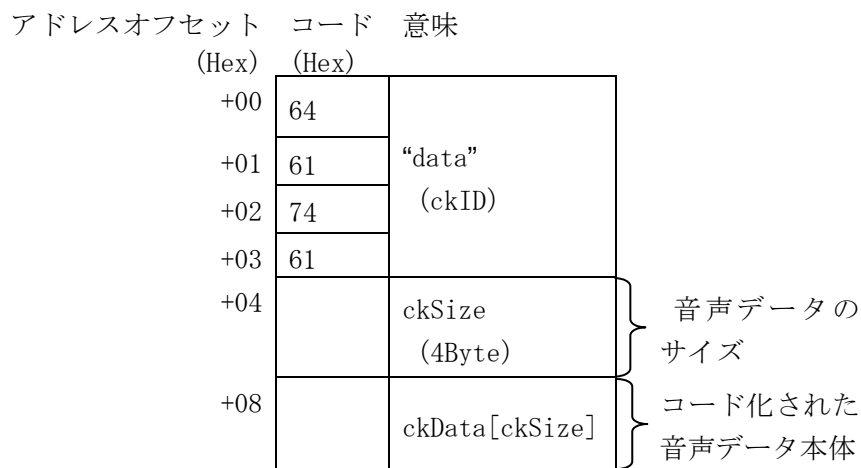 アドレスオフセット コード 意味
(Hex) (Hex)
+00 64
+01 61 “data”
+02 74 (ckID)
+03 61
+04 ckSize 音声データの
(4Byte) サイズ
+08 コード化された
ckData[ckSize] 音声データ本体